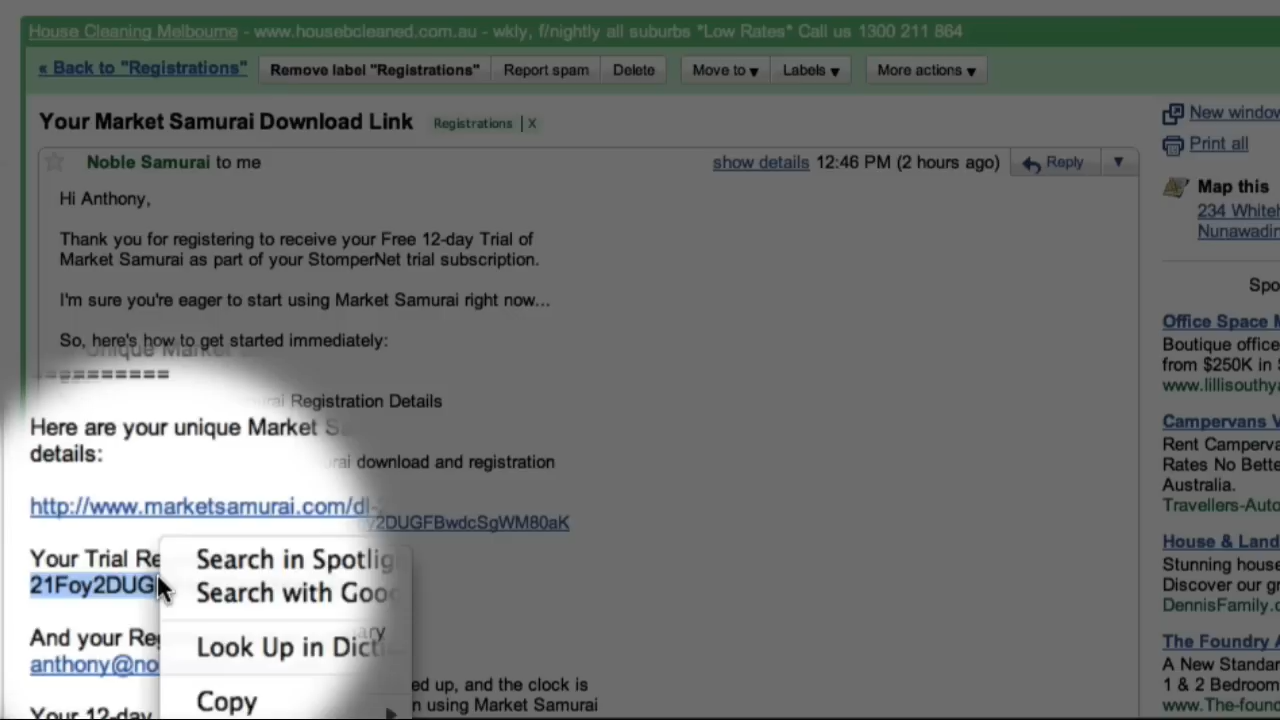 House Cleaning Melbourne - www.housebcleaned.com.au - wkly, f/nightly all suburbs *Low Rates* Call us 1300 211 864
« Back to "Registrations" Remove label "Registrations" Report spam Delete Move to Labels More actions
Your Market Samurai Download Link Registrations | X
New window
Print all
Noble Samurai to me show details 12:46 PM (2 hours ago) Reply
Map this
234 Whiteh
Nunawadin
Hi Anthony,
Thank you for registering to receive your Free 12-day Trial of
Market Samurai as part of your StomperNet trial subscription.
I'm sure you're eager to start using Market Samurai right now...
So, here's how to get started immediately:
Unique Market
==========
Registration Details
Here are your unique Market
details:
download and registration
http://www.marketsamurai.com/dl-
y2DUGFBwdcSgWM80aK
Your Trial Re
21Foy2DUG
And your Reg
anthony@no
Your 12-day
Search in Spotlig
Search with Goo
Look Up in Dict
ary
Copy
ed up, and the clock is
n using Market Samurai
Spo
Office Space M
Boutique office
from $250K in S
www.lillisouthya
Campervans V
Rent Camperva
Rates No Bette
Australia.
Travellers-Auto
House & Land
Stunning house
Discover our gr
DennisFamily.c
The Foundry A
A New Standar
1 & 2 Bedroom
www.The-found